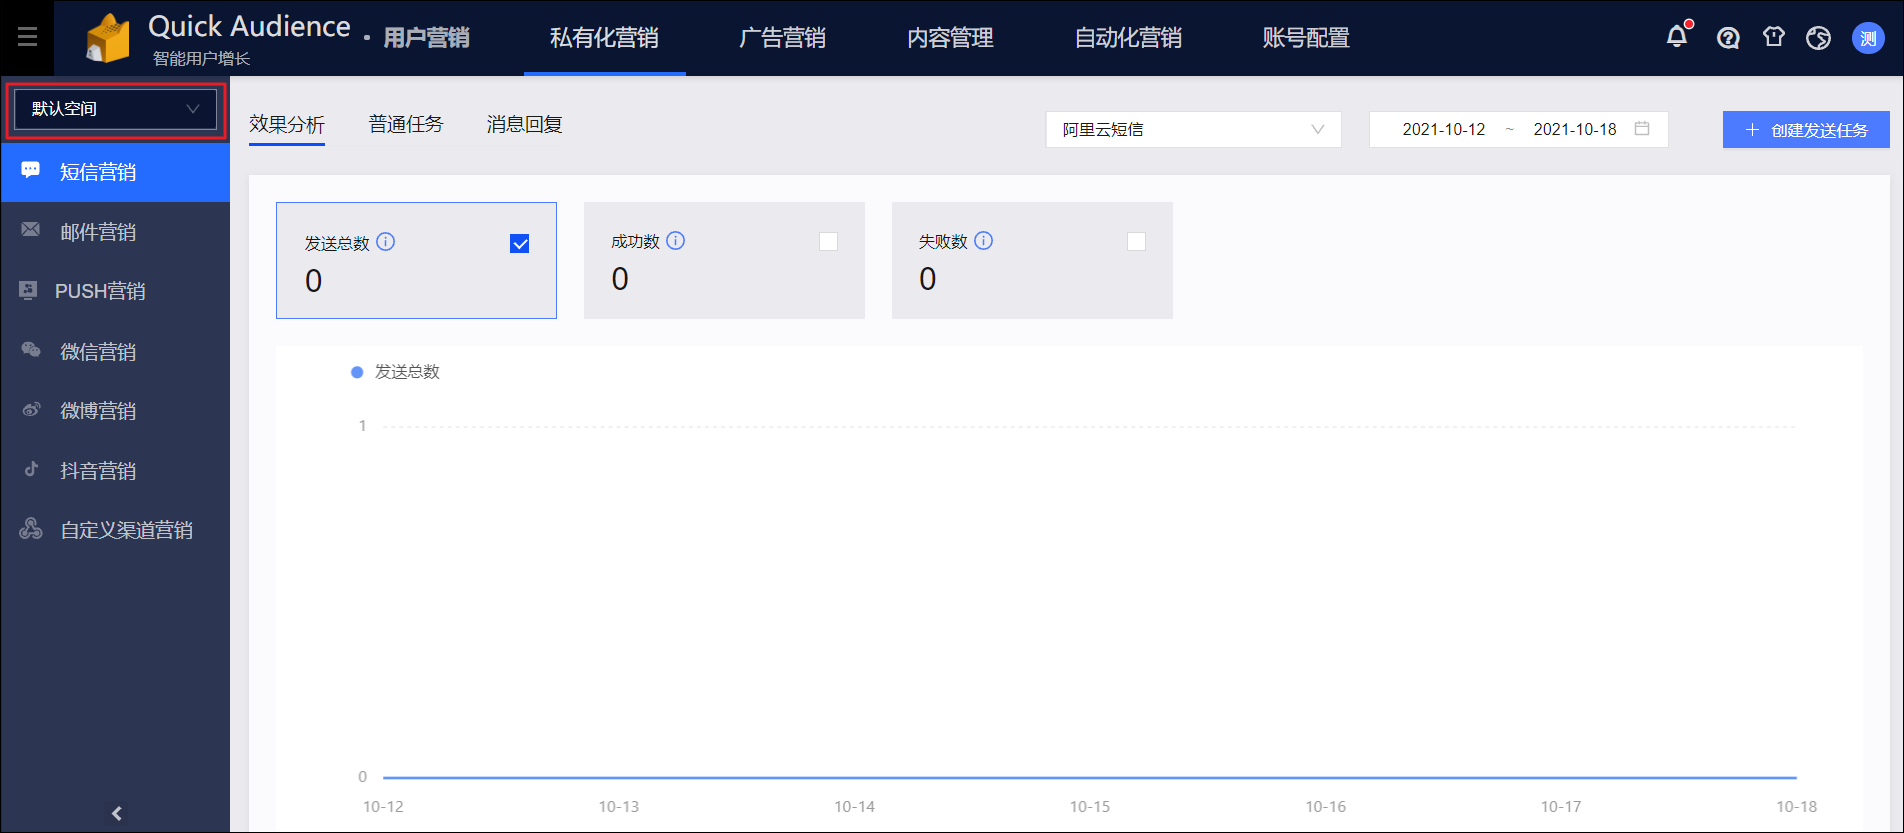 Quick Audience · 用户营销
智能用户增长
私有化营销
广告营销
内容管理
自动化营销
账号配置
测
默认空间
短信营销
邮件营销
PUSH营销
微信营销
微博营销
抖音营销
自定义渠道营销
效果分析
普通任务
消息回复
阿里云短信
2021-10-12 ~ 2021-10-18
创建发送任务
发送总数
0
成功数
0
失败数
0
发送总数
1
0
10-12
10-13
10-14
10-15
10-16
10-17
10-18